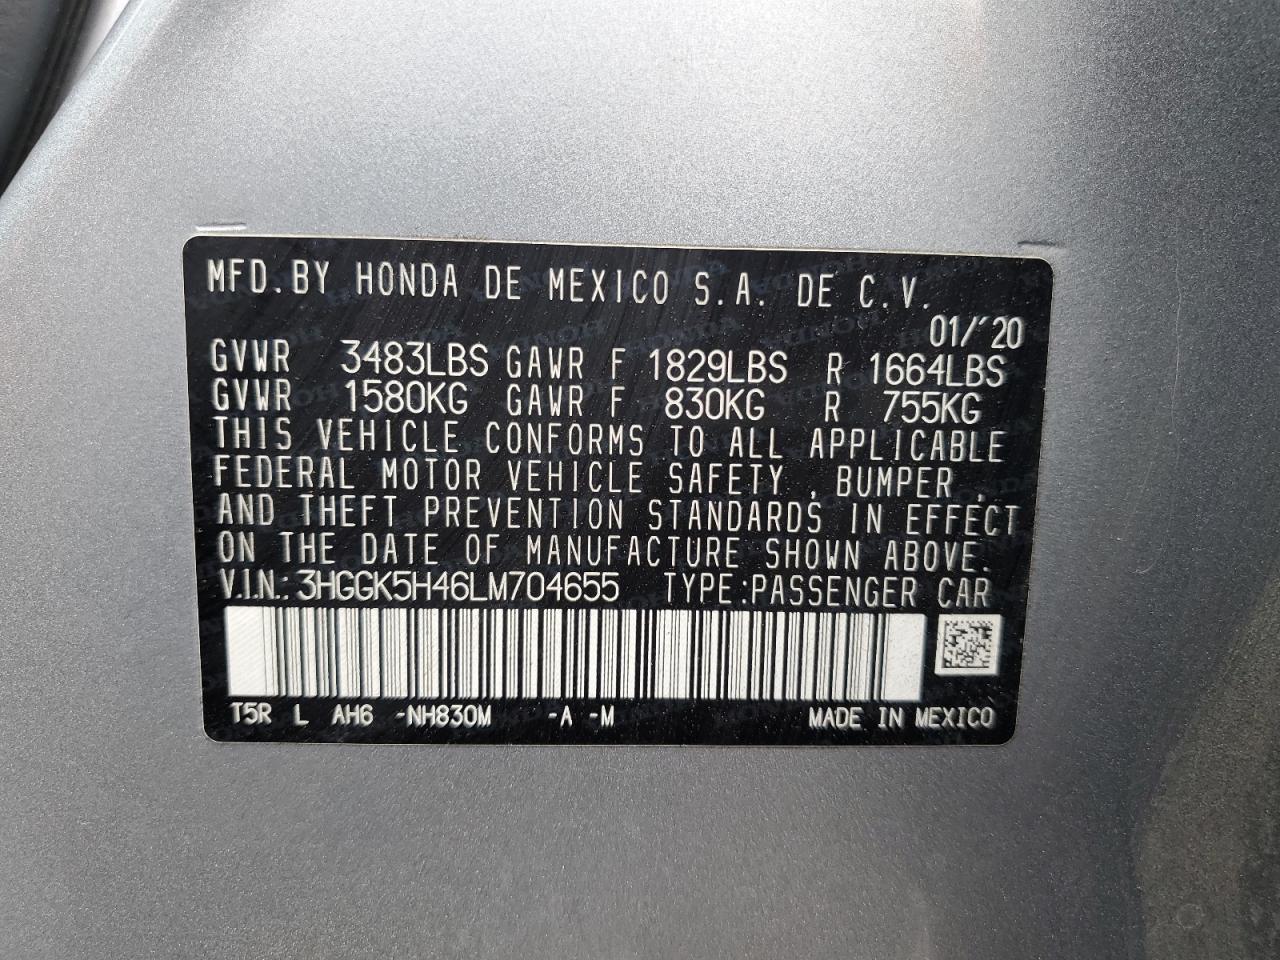 MFD.BY HONDA DE MEXICO S.A. DE C.V.
01/'20
GVWR 3483LBS GAWR F 1829LBS R 1664LBS
GVWR 1580KG GAWR F 830KG R 755KG
THIS VEHICLE CONFORMS TO ALL APPLICABLE
FEDERAL MOTOR VEHICLE SAFETY , BUMPER ,
AND THEFT PREVENTION STANDARDS IN EFFECT
ON THE DATE OF MANUFACTURE SHOWN ABOVE.
V.I.N.: 3HGGK5H46LM704655 TYPE:PASSENGER CAR
T5R L AH6 -NH830M -A -M MADE IN MEXICO